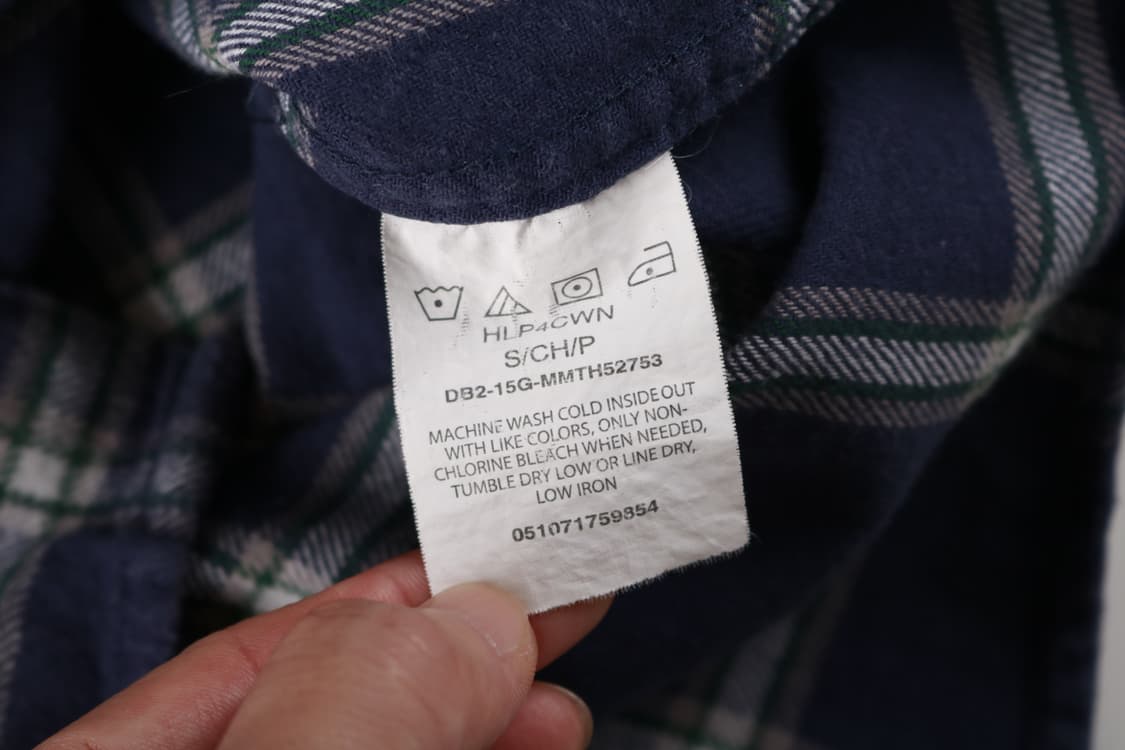 HLP4CWN
S/CH/P
DB2-15G-MMTH52753
MACHINE WASH COLD INSIDE OUT
WITH LIKE COLORS, ONLY NON-
CHLORINE BLEACH WHEN NEEDED,
TUMBLE DRY LOW OR LINE DRY,
LOW IRON
051071759854